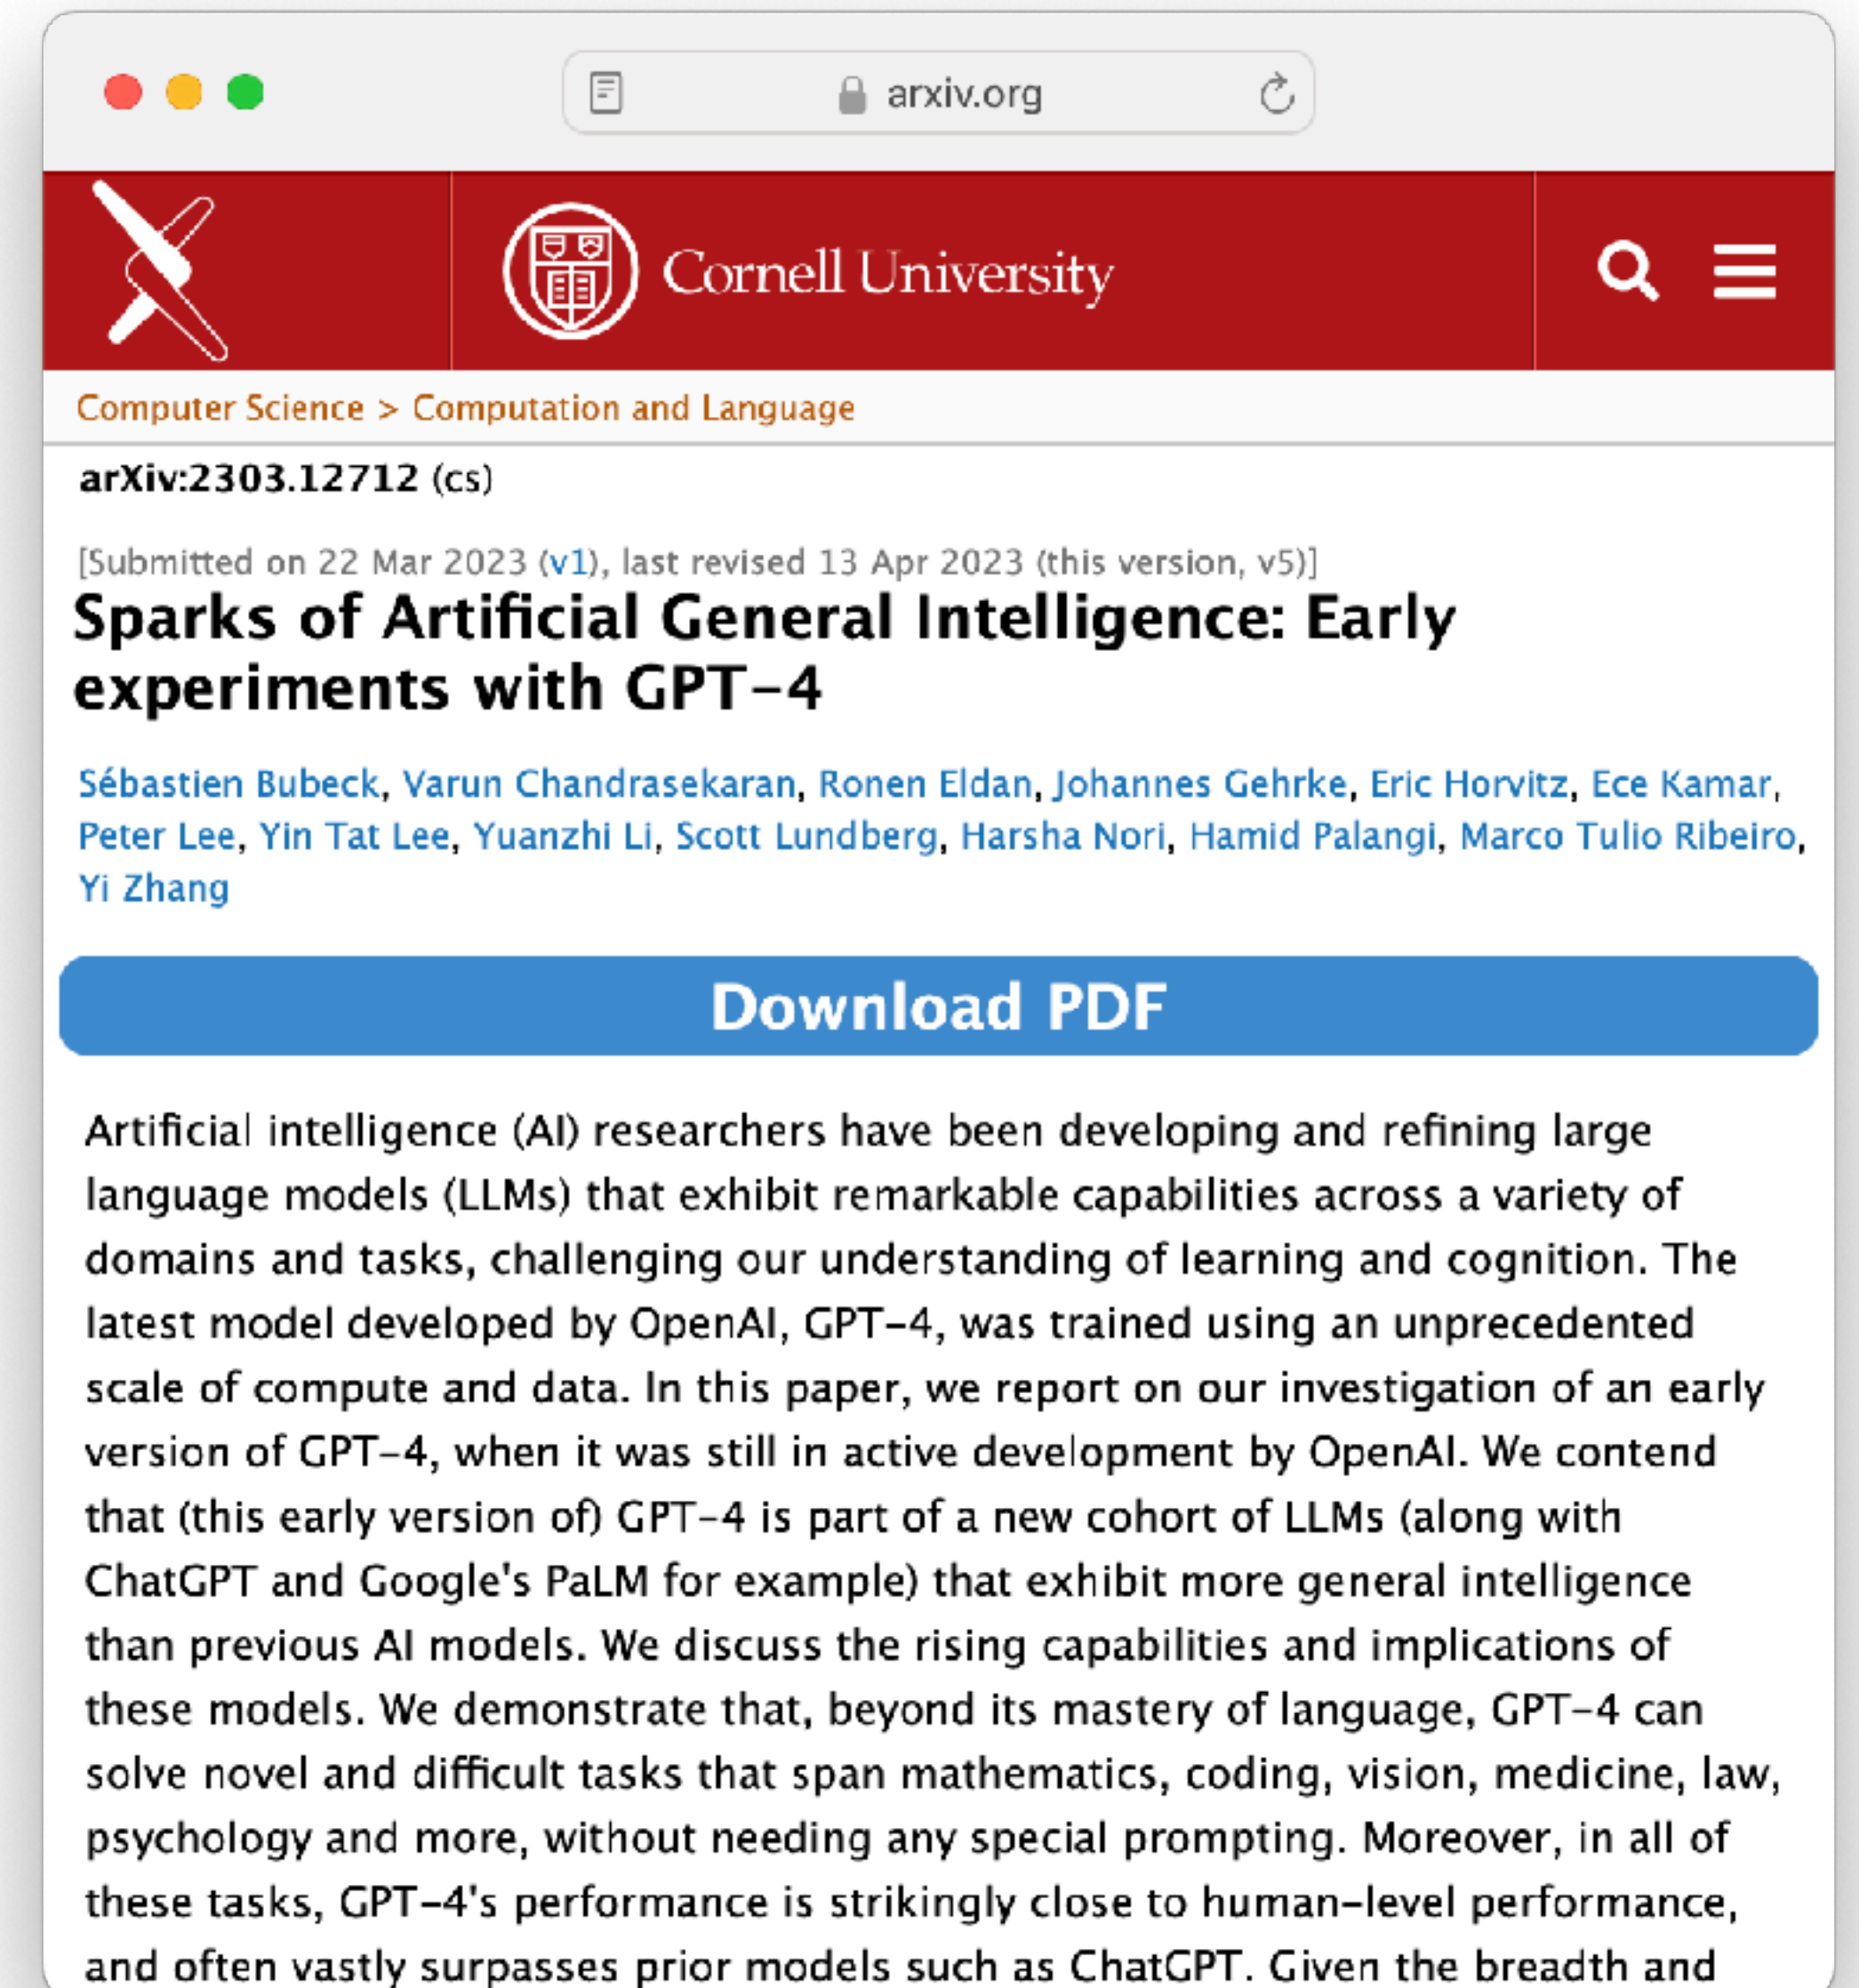 arxiv.org
Cornell University
Computer Science > Computation and Language
arXiv:2303.12712 (cs)
[Submitted on 22 Mar 2023 (v1), last revised 13 Apr 2023 (this version, v5)]
Sparks of Artificial General Intelligence: Early
experiments with GPT-4
Sébastien Bubeck, Varun Chandrasekaran, Ronen Eldan, Johannes Gehrke, Eric Horvitz, Ece Kamar,
Peter Lee, Yin Tat Lee, Yuanzhi Li, Scott Lundberg, Harsha Nori, Hamid Palangi, Marco Tulio Ribeiro,
Yi Zhang
Download PDF
Artificial intelligence (AI) researchers have been developing and refining large
language models (LLMs) that exhibit remarkable capabilities across a variety of
domains and tasks, challenging our understanding of learning and cognition. The
latest model developed by OpenAI, GPT-4, was trained using an unprecedented
scale of compute and data. In this paper, we report on our investigation of an early
version of GPT-4, when it was still in active development by OpenAI. We contend
that (this early version of) GPT-4 is part of a new cohort of LLMs (along with
ChatGPT and Google's PaLM for example) that exhibit more general intelligence
than previous AI models. We discuss the rising capabilities and implications of
these models. We demonstrate that, beyond its mastery of language, GPT-4 can
solve novel and difficult tasks that span mathematics, coding, vision, medicine, law,
psychology and more, without needing any special prompting. Moreover, in all of
these tasks, GPT-4's performance is strikingly close to human-level performance,
and often vastly surpasses prior models such as ChatGPT. Given the breadth and